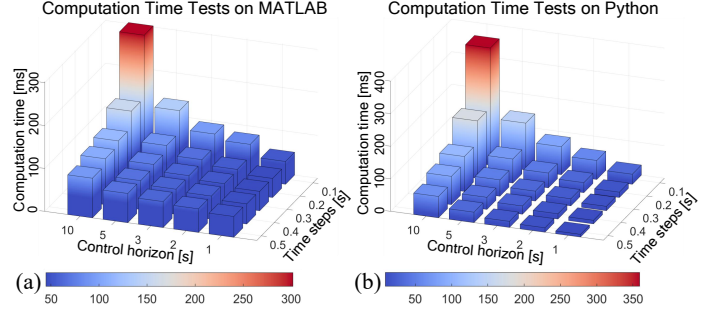 Computation Time Tests on MATLAB
Computation time [ms]
300
200
100
0
10
5
3
2
1
Control horizon [s]
0.5
0.4
0.3
0.2
0.1
Time steps [s]
(a)
50 100 150 200 250 300
Computation Time Tests on Python
Computation time [ms]
400
300
200
100
0
10
5
3
2
1
Control horizon [s]
0.5
0.4
0.3
0.2
0.1
Time steps [s]
(b)
50 100 150 200 250 300 350